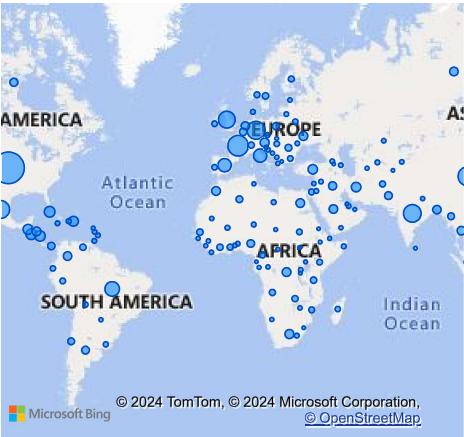 AMERICA
EUROPE
AS
Atlantic
Ocean
AFRICA
SOUTH AMERICA
Indian
Ocean
© 2024 TomTom, © 2024 Microsoft Corporation,
Microsoft Bing
© OpenStreetMap